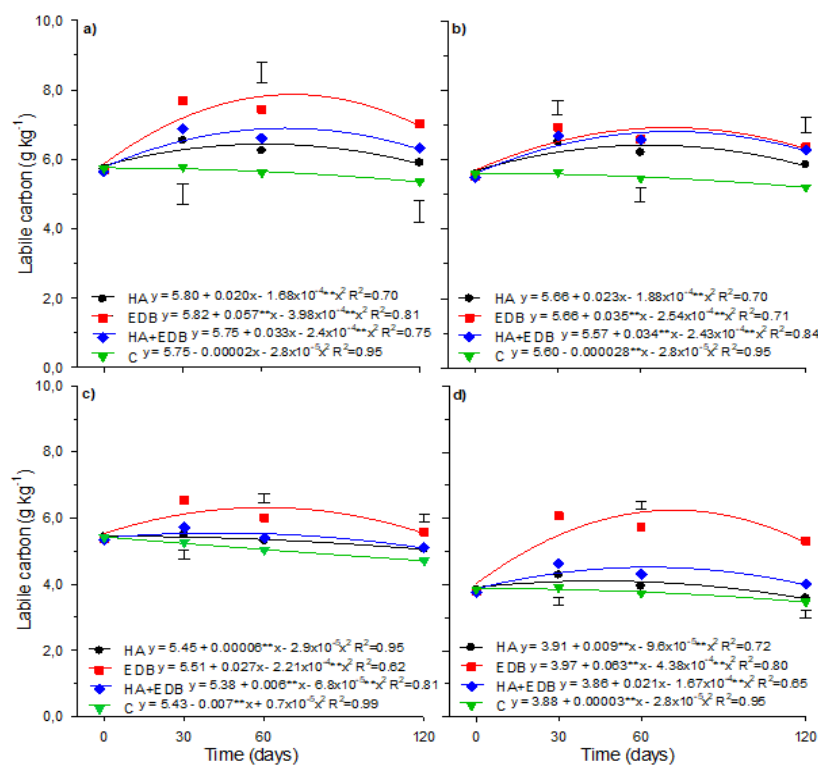 a)
b)
10,0
8,0
6,0
4,0
2,0
0,0
Labile carbon (g kg⁻¹)
HA y = 5.80 + 0.020x- 1.68x10⁻⁴**x² R²=0.70
EDB y = 5.82 + 0.057**x- 3.98x10⁻⁴**x² R²=0.81
HA+EDB y = 5.75 + 0.033x- 2.4x10⁻⁴**x² R²=0.75
C y = 5.75- 0.00002x- 2.8x10⁻⁵x² R²=0.95
HA y = 5.66 + 0.023x- 1.88x10⁻⁴**x² R²=0.70
EDB y = 5.66 + 0.035**x- 2.54x10⁻⁴**x² R²=0.71
HA+EDB y = 5.57 + 0.034**x- 2.43x10⁻⁴**x² R²=0.84
C y = 5.60 - 0.000028**x- 2.8x10⁻⁵x² R²=0.95
c)
d)
10,0
8,0
6,0
4,0
2,0
0,0
Labile carbon (g kg⁻¹)
HA y = 5.45 + 0.00006**x- 2.9x10⁻⁵x² R²=0.95
EDB y = 5.51 + 0.027x- 2.21x10⁻⁴**x² R²=0.62
HA+EDB y = 5.38 + 0.006**x- 6.8x10⁻⁵**x² R²=0.81
C y = 5.43- 0.007**x+ 0.7x10⁻⁵x² R²=0.99
HA y = 3.91 + 0.009**x- 9.6x10⁻⁵**x² R²=0.72
EDB y = 3.97 + 0.063**x- 4.38x10⁻⁴**x² R²=0.80
HA+EDB y = 3.86 + 0.021x- 1.67x10⁻⁴**x² R²=0.65
C y = 3.88 + 0.00003**x- 2.8x10⁻⁵x² R²=0.95
0 30 60 120
0 30 60 120
Time (days)
Time (days)